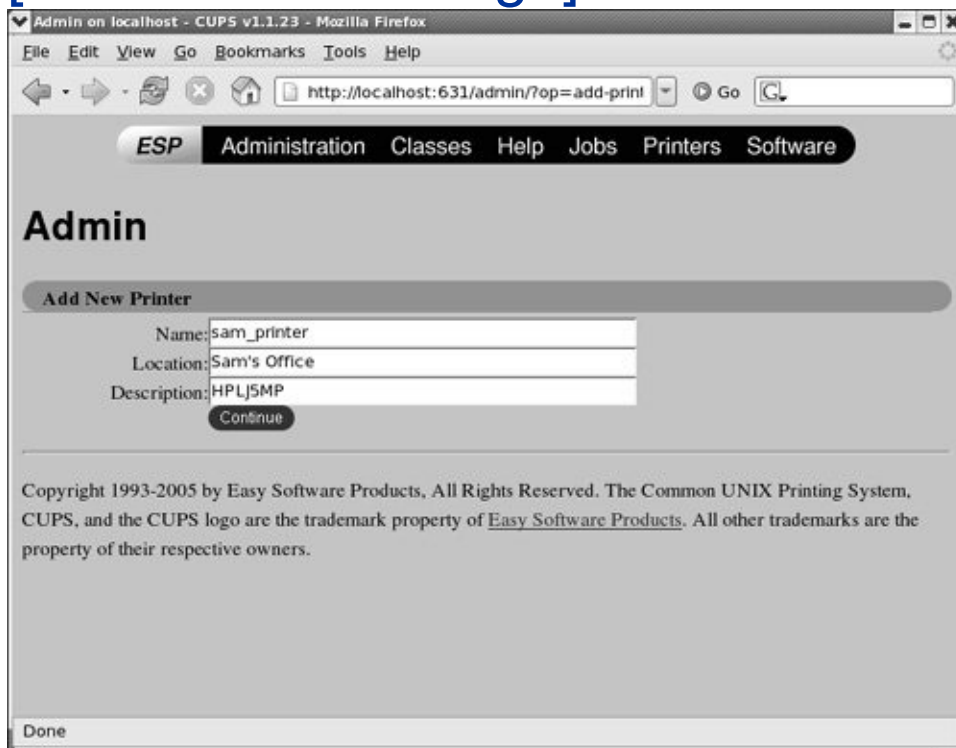 Admin on localhost - CUPS v1.1.23 - Mozilla Firefox
File Edit View Go Bookmarks Tools Help
http://localhost:631/admin/?op=add-print Go G
ESP Administration Classes Help Jobs Printers Software
Admin
Add New Printer
Name: sam_printer
Location: Sam's Office
Description: HPLJ5MP
Continue
Copyright 1993-2005 by Easy Software Products, All Rights Reserved. The Common UNIX Printing System,
CUPS, and the CUPS logo are the trademark property of Easy Software Products. All other trademarks are the
property of their respective owners.
Done